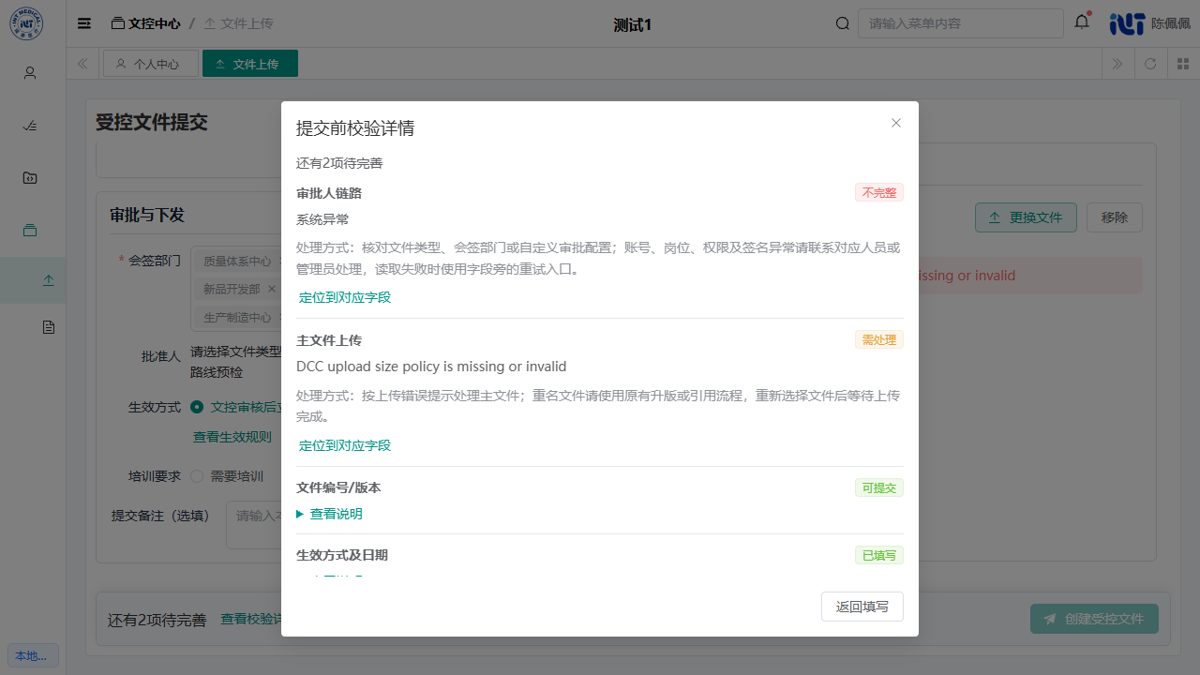 文控中心 / 文件上传
测试1
请输入菜单内容
陈佩佩
个人中心
文件上传
受控文件提交
审批与下发
更换文件
移除
* 会签部门
质量体系中心
新品开发部 ×
生产制造中心
issing or invalid
批准人
请选择文件类型
路线预检
生效方式
文控审核后立
查看生效规则
培训要求
需要培训
提交备注（选填）
请输入本
还有2项待完善
查看校验详
创建受控文件
本地...
提交前校验详情
还有2项待完善
审批人链路
不完整
系统异常
处理方式：核对文件类型、会签部门或自定义审批配置；账号、岗位、权限及签名异常请联系对应人员或
管理员处理，读取失败时使用字段旁的重试入口。
定位到对应字段
主文件上传
需处理
DCC upload size policy is missing or invalid
处理方式：按上传错误提示处理主文件；重名文件请使用原有升版或引用流程，重新选择文件后等待上传
完成。
定位到对应字段
文件编号/版本
可提交
查看说明
生效方式及日期
已填写
返回填写